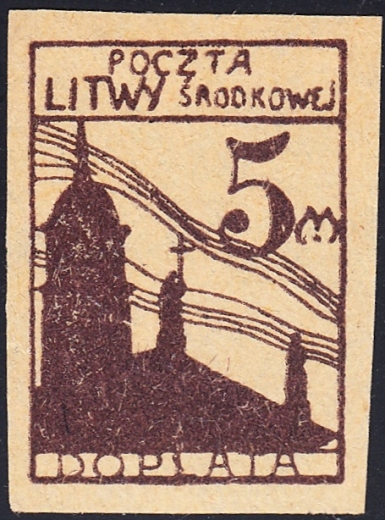 POCZTA
LITWY ŚRODKOWEJ
5
M
DOPŁATA